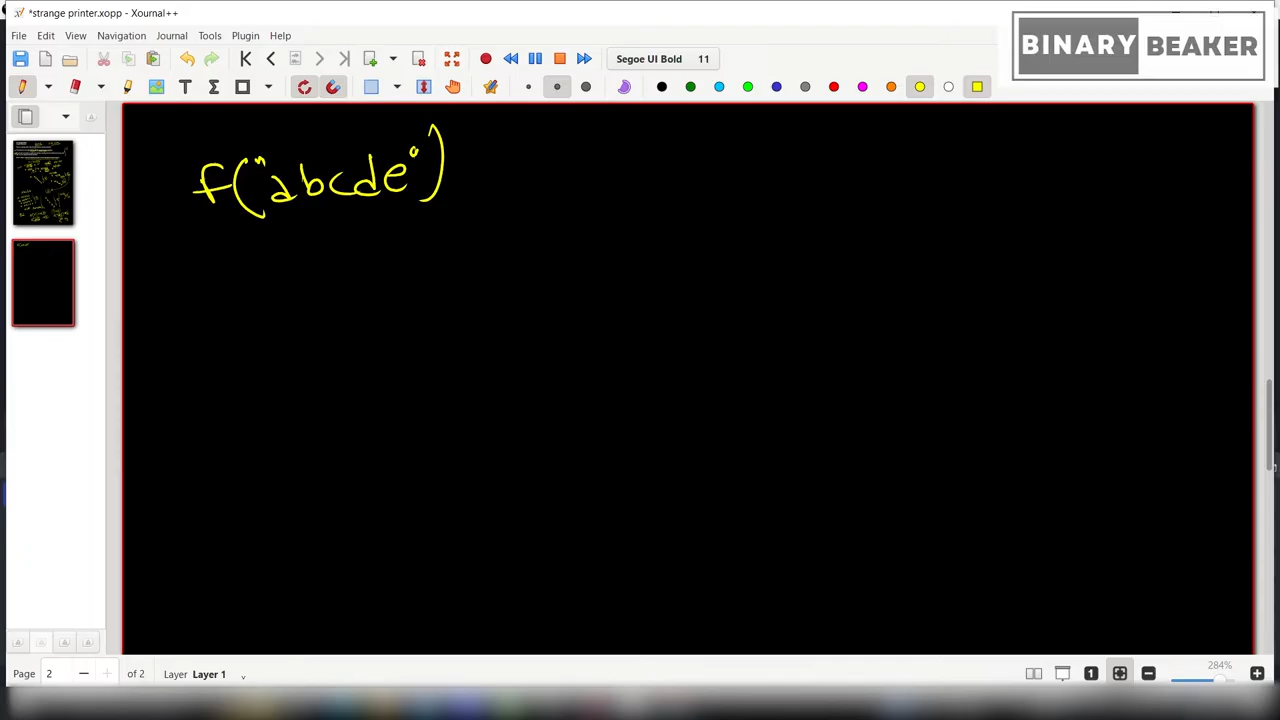 *strange printer.xopp - Xournal++
File Edit View Navigation Journal Tools Plugin Help
BINARY BEAKER
Segoe UI Bold 11
f("abcde")
Page 2 of 2 Layer Layer 1
1
284%